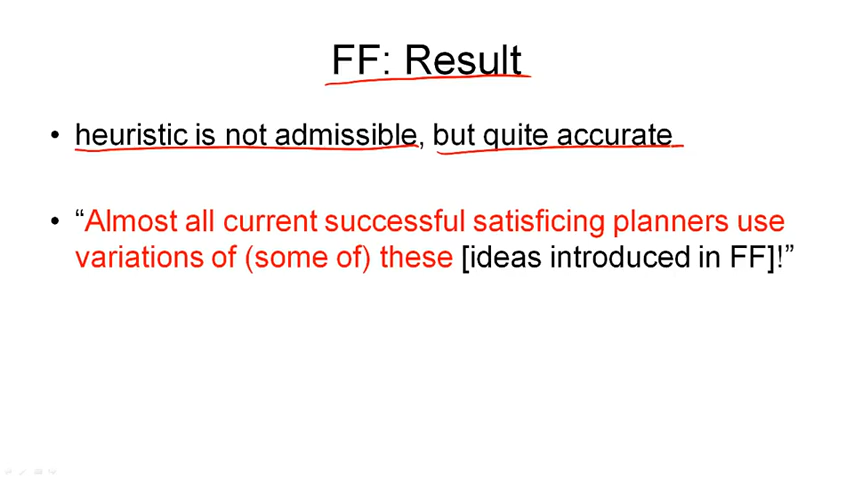 FF: Result
• heuristic is not admissible, but quite accurate
• “Almost all current successful satisficing planners use
variations of (some of) these [ideas introduced in FF]!”